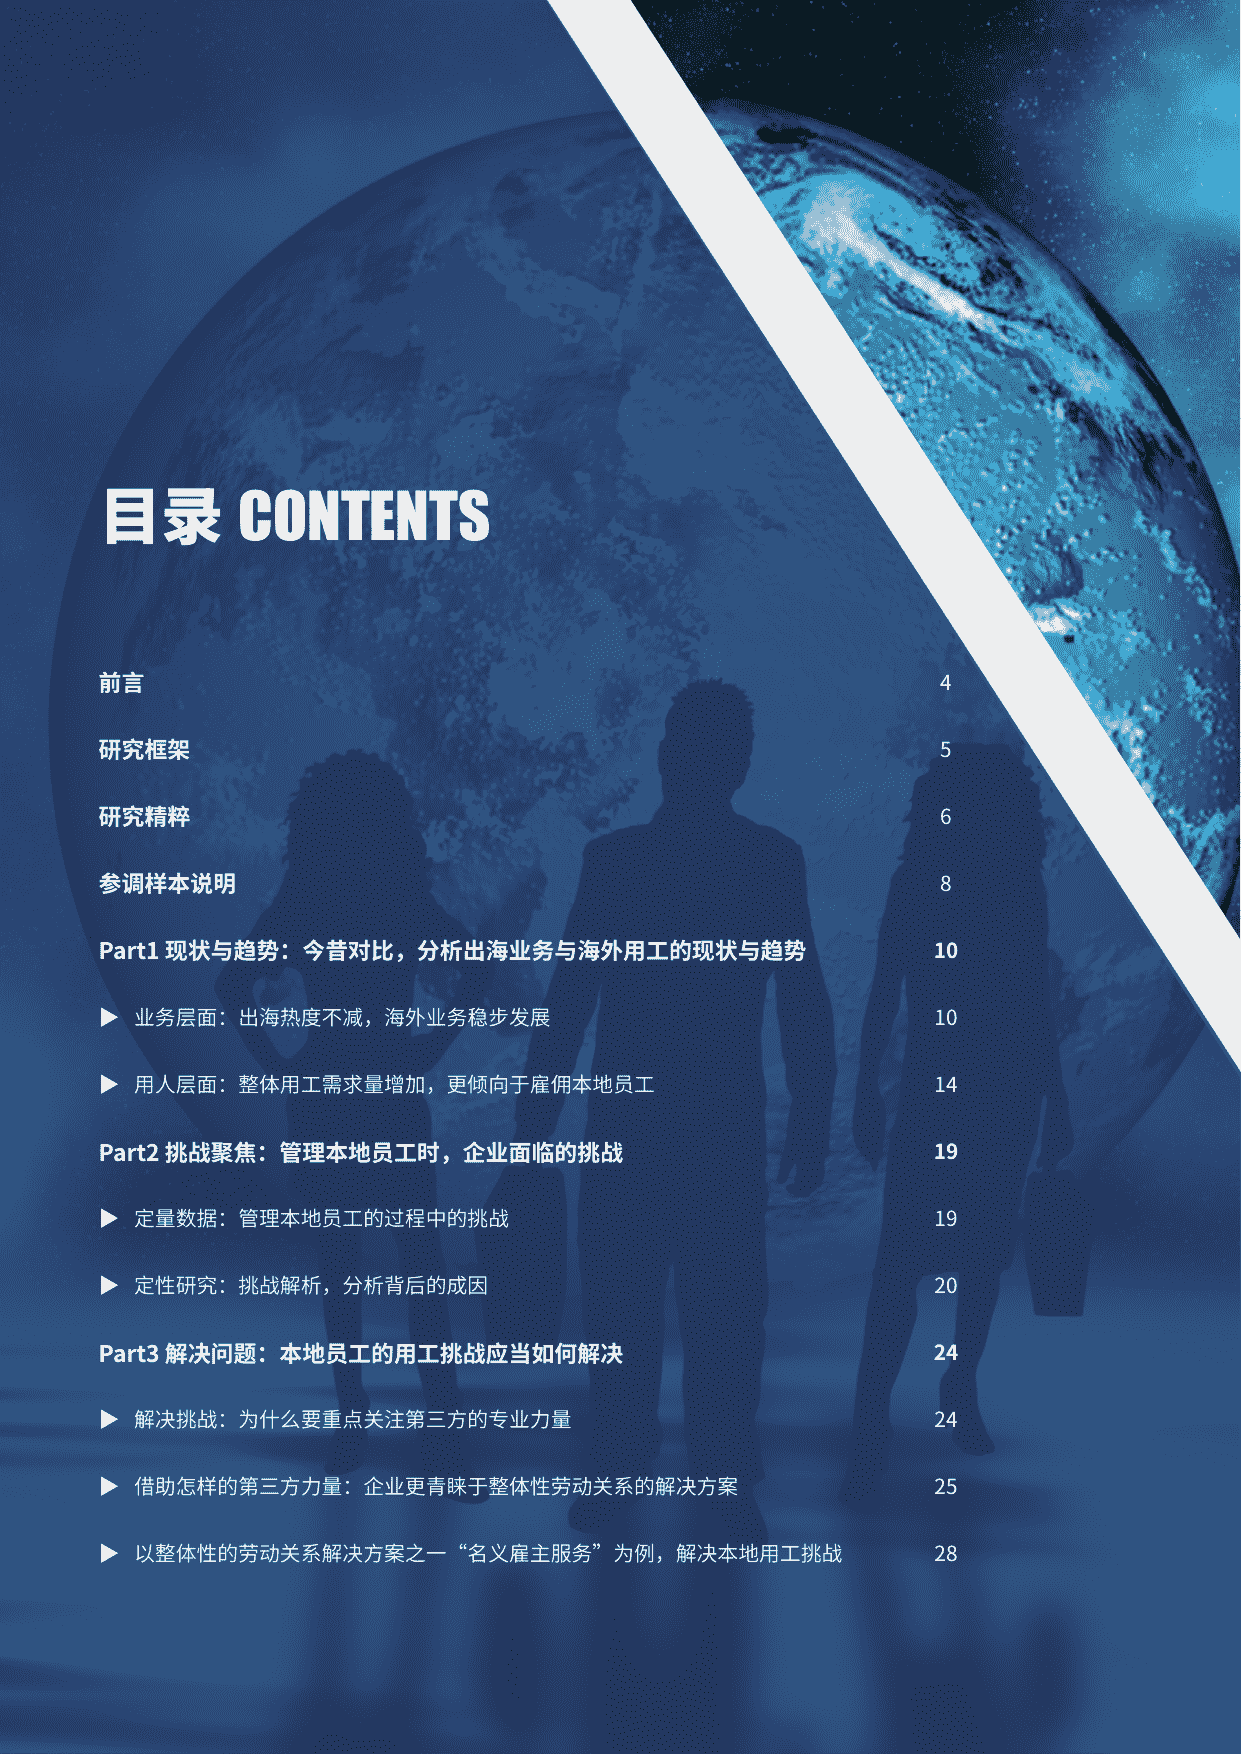 目录 CONTENTS
前言 4
研究框架 5
研究精粹 6
参调样本说明 8
Part1 现状与趋势：今昔对比，分析出海业务与海外用工的现状与趋势 10
▶ 业务层面：出海热度不减，海外业务稳步发展 10
▶ 用人层面：整体用工需求量增加，更倾向于雇佣本地员工 14
Part2 挑战聚焦：管理本地员工时，企业面临的挑战 19
▶ 定量数据：管理本地员工的过程中的挑战 19
▶ 定性研究：挑战解析，分析背后的成因 20
Part3 解决问题：本地员工的用工挑战应当如何解决 24
▶ 解决挑战：为什么要重点关注第三方的专业力量 24
▶ 借助怎样的第三方力量：企业更青睐于整体性劳动关系的解决方案 25
▶ 以整体性的劳动关系解决方案之一“名义雇主服务”为例，解决本地用工挑战 28